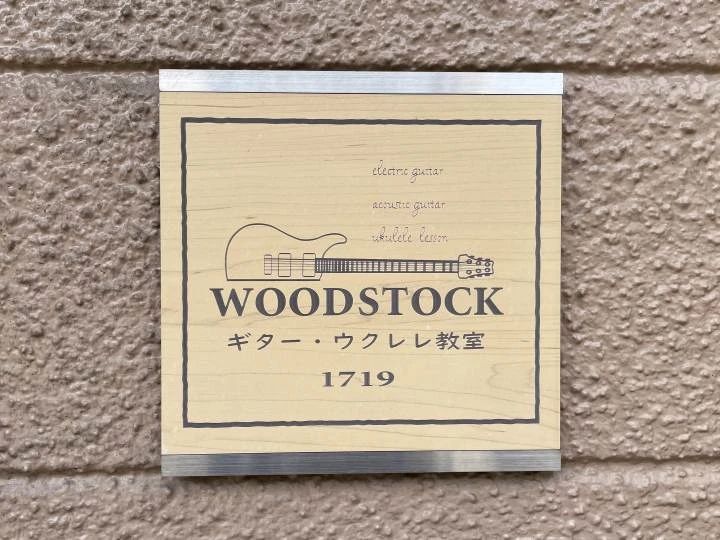 electric guitar
acoustic guitar
ukulele lesson
WOODSTOCK
ギター・ウクレレ教室
1719